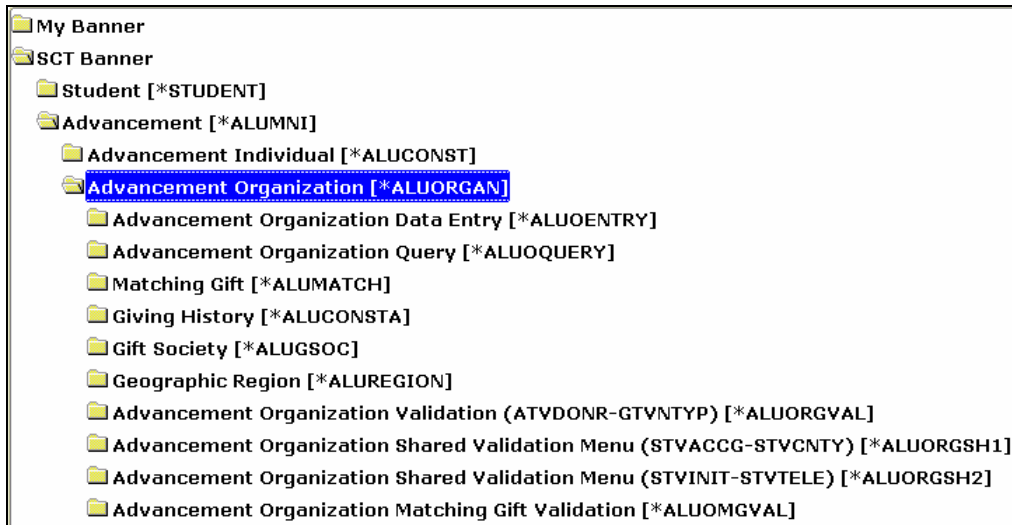 My Banner
SCT Banner
Student [*STUDENT]
Advancement [*ALUMNI]
Advancement Individual [*ALUCONST]
Advancement Organization [*ALUORGAN]
Advancement Organization Data Entry [*ALUOENTRY]
Advancement Organization Query [*ALUOQUERY]
Matching Gift [*ALUMATCH]
Giving History [*ALUCONSTA]
Gift Society [*ALUGSOC]
Geographic Region [*ALUREGION]
Advancement Organization Validation (ATVDONR-GTVNTYP) [*ALUORGVAL]
Advancement Organization Shared Validation Menu (STVACCG-STVCNTY) [*ALUORGSH1]
Advancement Organization Shared Validation Menu (STVINIT-STVTELE) [*ALUORGSH2]
Advancement Organization Matching Gift Validation [*ALUOMGVAL]